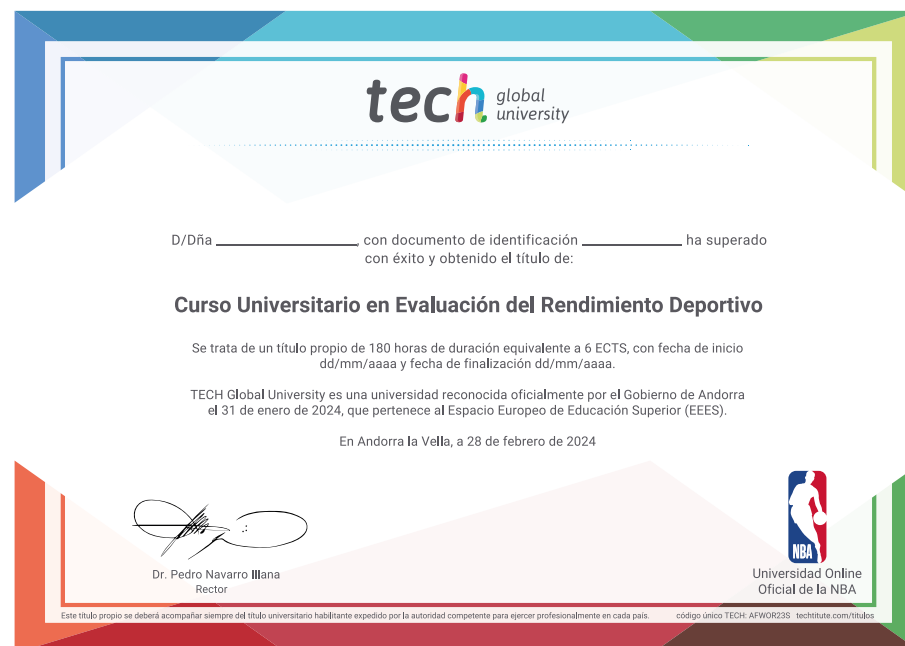 tech global university
D/Dña ____________, con documento de identificación ____________ ha superado
con éxito y obtenido el título de:
Curso Universitario en Evaluación del Rendimiento Deportivo
Se trata de un título propio de 180 horas de duración equivalente a 6 ECTS, con fecha de inicio
dd/mm/aaaa y fecha de finalización dd/mm/aaaa.
TECH Global University es una universidad reconocida oficialmente por el Gobierno de Andorra
el 31 de enero de 2024, que pertenece al Espacio Europeo de Educación Superior (EEES).
En Andorra la Vella, a 28 de febrero de 2024
Dr. Pedro Navarro Illana
Rector
NBA
Universidad Online
Oficial de la NBA
Este título propio se deberá acompañar siempre del título universitario habilitante expedido por la autoridad competente para ejercer profesionalmente en cada país. código único TECH: AFWOR23S techtitute.com/titulos